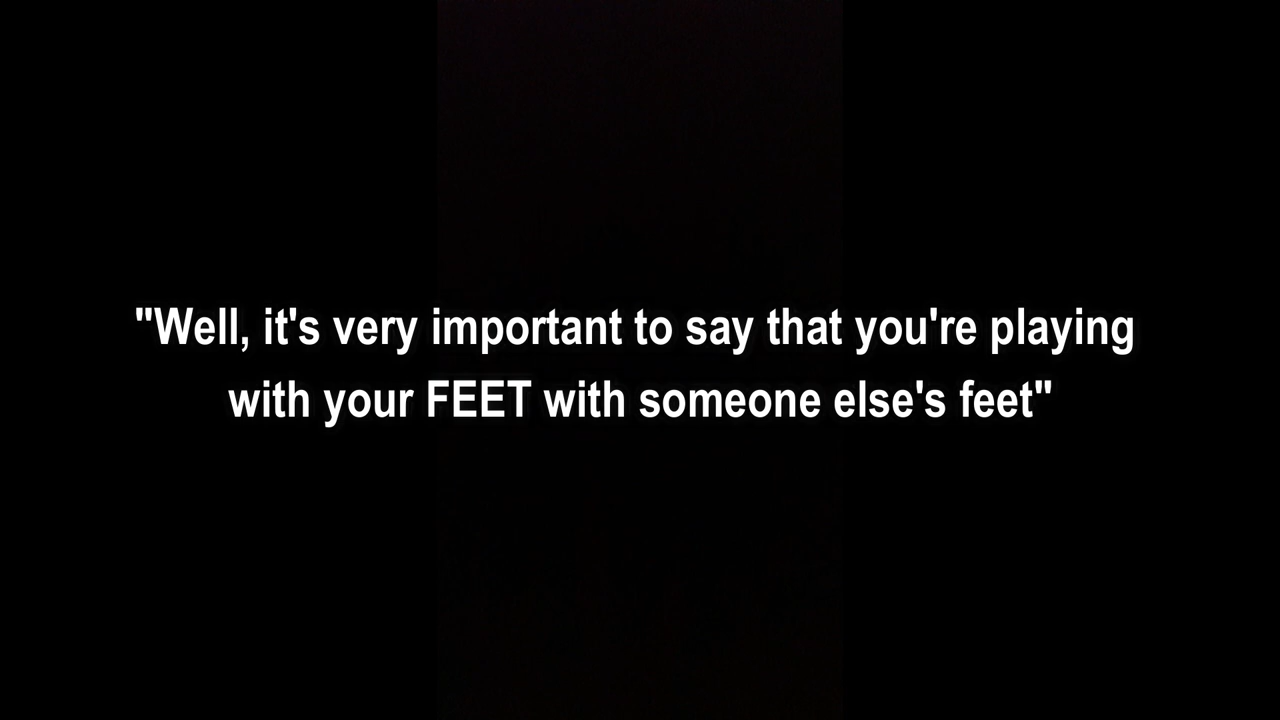 "Well, it's very important to say that you're playing
with your FEET with someone else's feet"